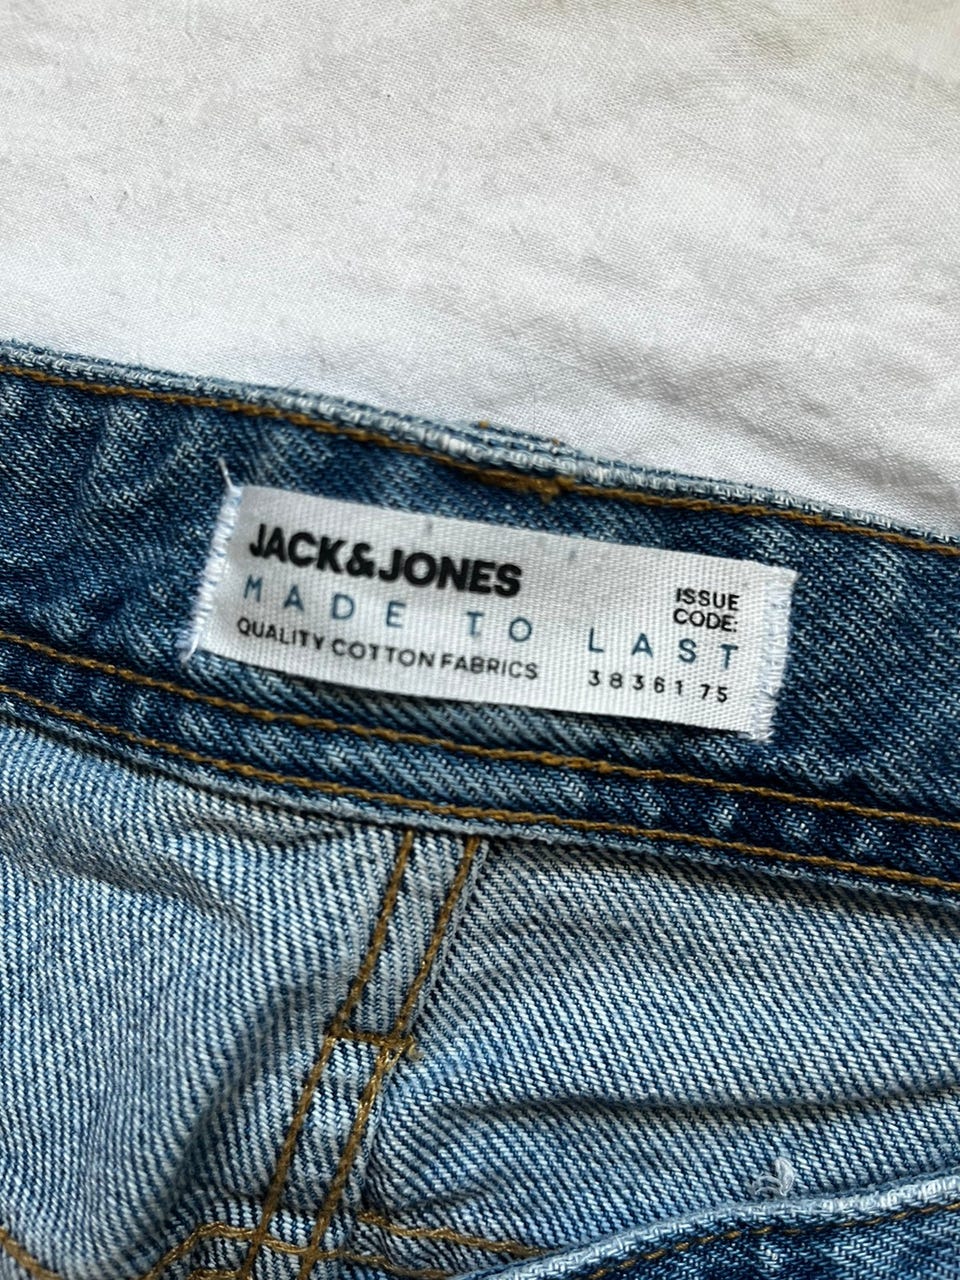 JACK&JONES
MADE TO LAST
QUALITY COTTON FABRICS
ISSUE
CODE:
3836175